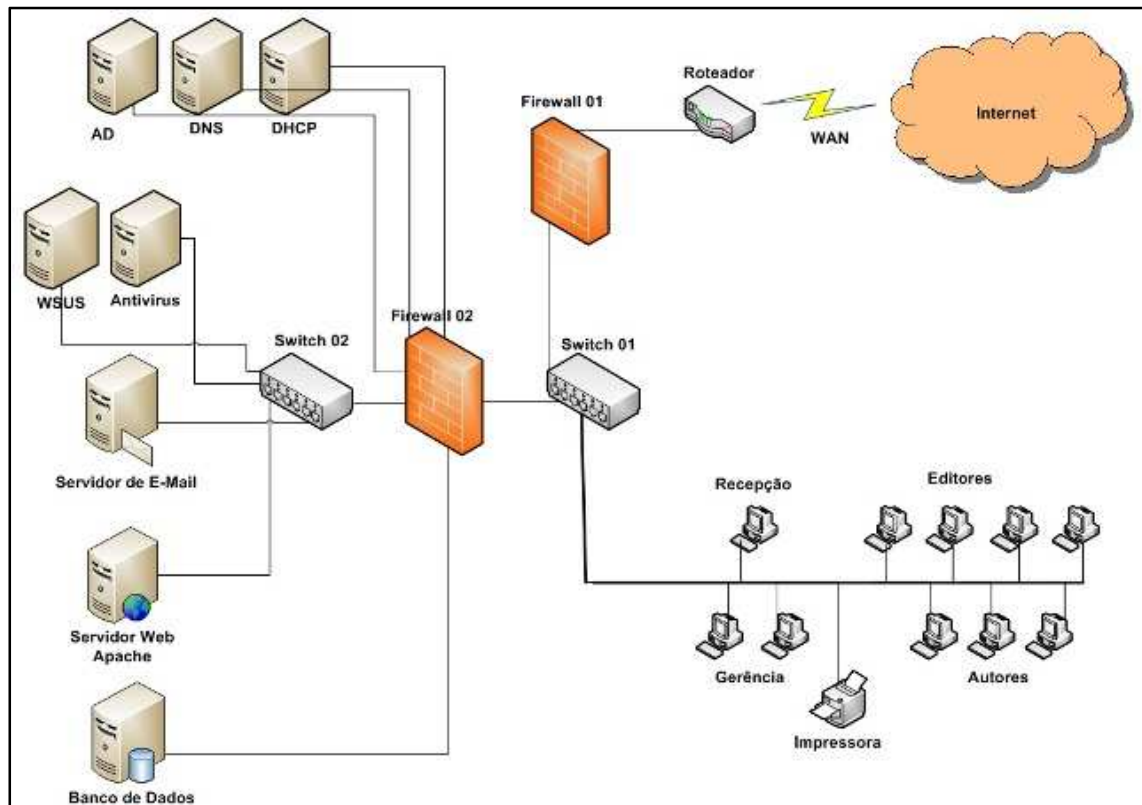 AD
DNS
DHCP
Firewall 01
Roteador
WAN
Internet
WSUS
Antivirus
Firewall 02
Switch 02
Switch 01
Servidor de E-Mail
Recepção
Editores
Servidor Web
Apache
Gerência
Autores
Impressora
Banco de Dados